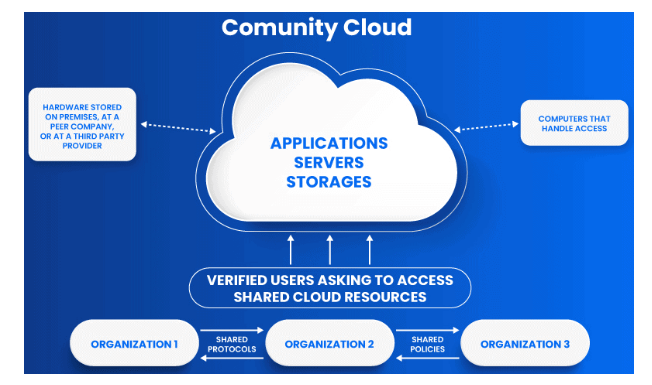 Comunity Cloud
HARDWARE STORED
ON PREMISES, AT A
PEER COMPANY,
OR AT A THIRD PARTY
PROVIDER
APPLICATIONS
SERVERS
STORAGES
COMPUTERS THAT
HANDLE ACCESS
VERIFIED USERS ASKING TO ACCESS
SHARED CLOUD RESOURCES
ORGANIZATION 1
SHARED
PROTOCOLS
ORGANIZATION 2
SHARED
POLICIES
ORGANIZATION 3